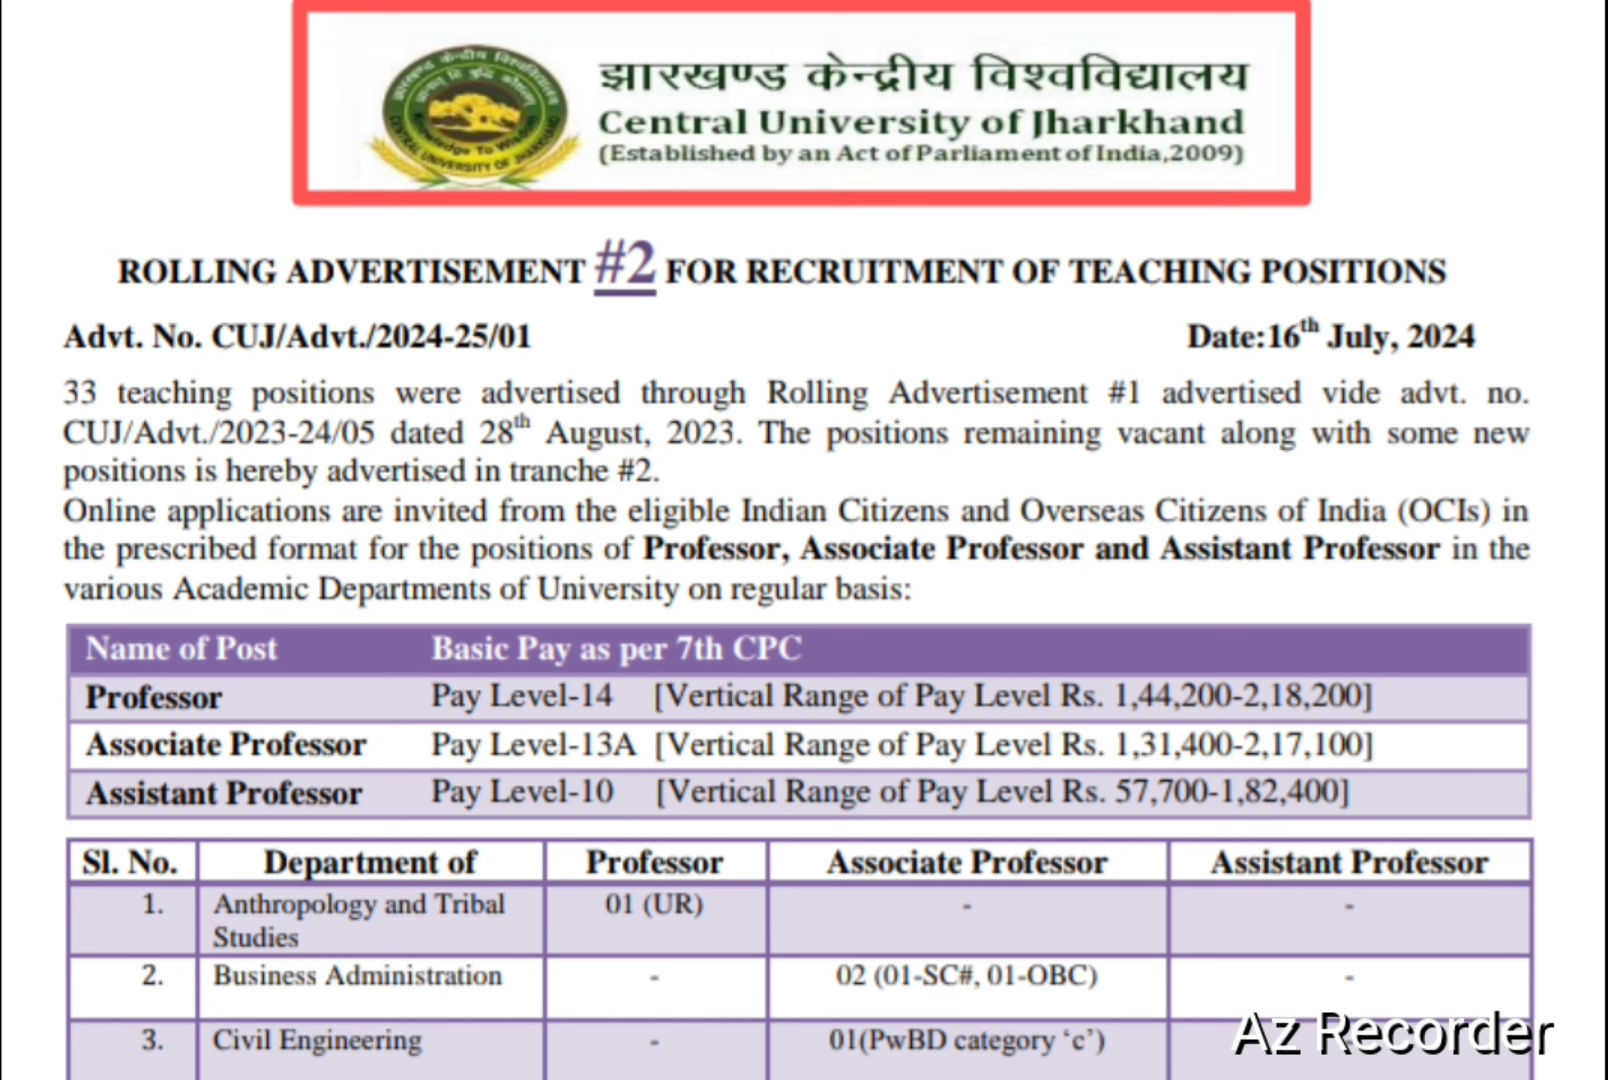 झारखण्ड केन्द्रीय विश्वविद्यालय
Central University of Jharkhand
(Established by an Act of Parliament of India,2009)
CENTRAL UNIVERSITY OF JHARKHAND
Knowledge To Wisdom
ROLLING ADVERTISEMENT #2 FOR RECRUITMENT OF TEACHING POSITIONS
Advt. No. CUJ/Advt./2024-25/01 Date:16th July, 2024
33 teaching positions were advertised through Rolling Advertisement #1 advertised vide advt. no.
CUJ/Advt./2023-24/05 dated 28th August, 2023. The positions remaining vacant along with some new
positions is hereby advertised in tranche #2.
Online applications are invited from the eligible Indian Citizens and Overseas Citizens of India (OCIs) in
the prescribed format for the positions of Professor, Associate Professor and Assistant Professor in the
various Academic Departments of University on regular basis:
Name of Post Basic Pay as per 7th CPC
Professor Pay Level-14 [Vertical Range of Pay Level Rs. 1,44,200-2,18,200]
Associate Professor Pay Level-13A [Vertical Range of Pay Level Rs. 1,31,400-2,17,100]
Assistant Professor Pay Level-10 [Vertical Range of Pay Level Rs. 57,700-1,82,400]
Sl. No. Department of Professor Associate Professor Assistant Professor
1. Anthropology and Tribal 01 (UR) - -
Studies
2. Business Administration - 02 (01-SC#, 01-OBC) -
3. Civil Engineering - 01(PwBD category ‘c’)
Az Recorder